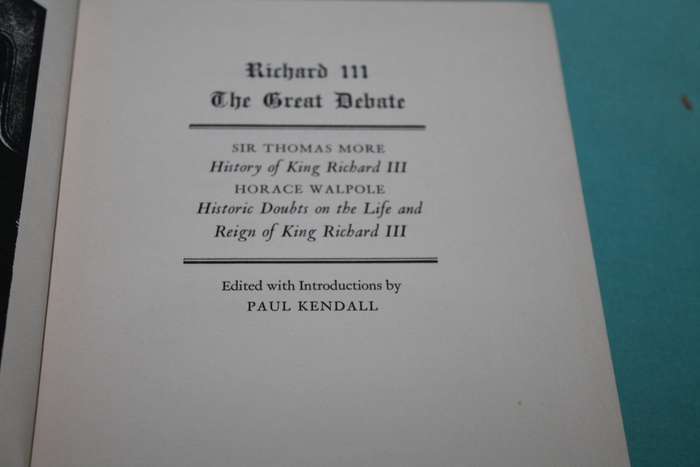 Richard III
The Great Debate
SIR THOMAS MORE
History of King Richard III
HORACE WALPOLE
Historic Doubts on the Life and
Reign of King Richard III
Edited with Introductions by
PAUL KENDALL